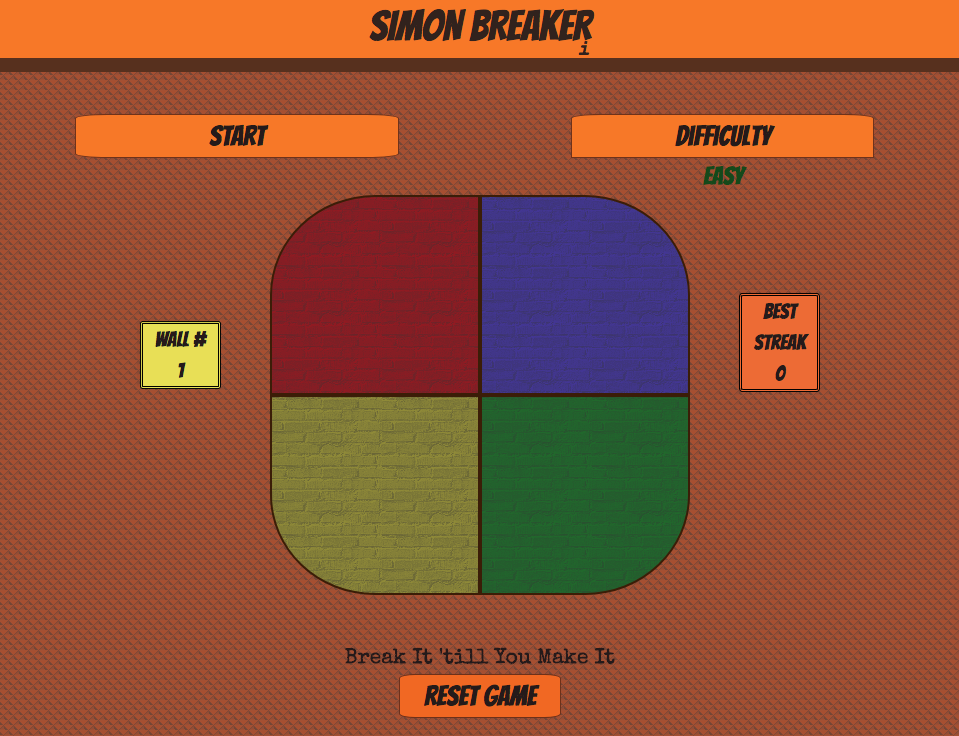 SIMON BREAKER
i
START
DIFFICULTY
EASY
WALL #
1
BEST
STREAK
0
Break It 'till You Make It
RESET GAME